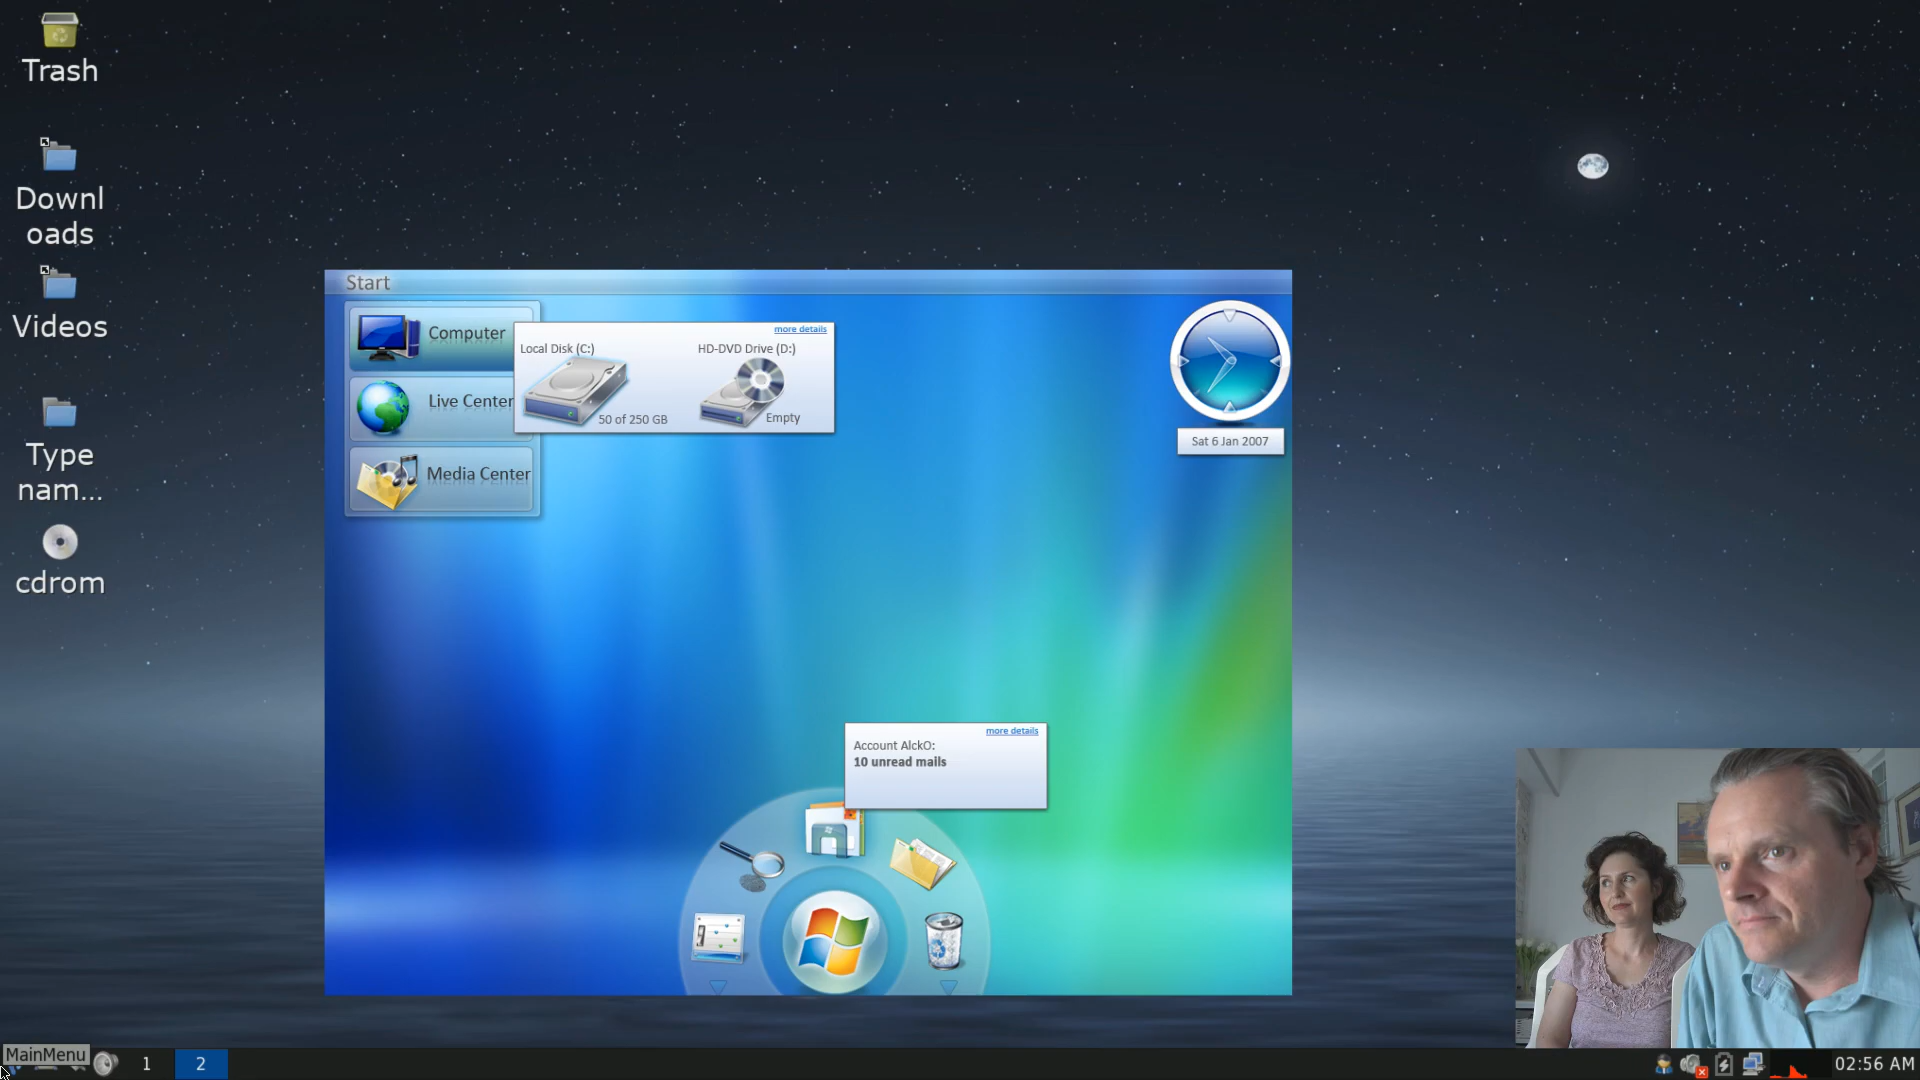 Trash
Downl
oads
Videos
Type
nam...
cdrom
Start
Computer
Live Center
Media Center
more details
Local Disk (C:)
HD-DVD Drive (D:)
50 of 250 GB
Empty
Sat 6 Jan 2007
more details
Account AlckO:
10 unread mails
MainMenu
1
2
02:56 AM